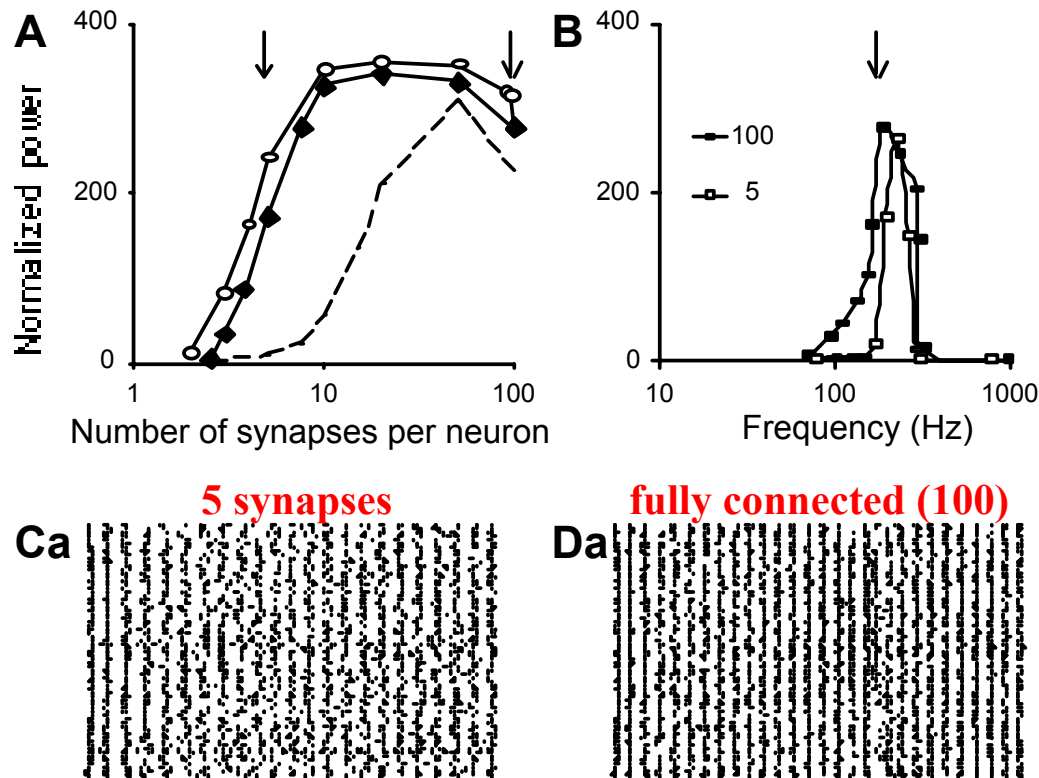 A
B
400
200
0
1
10
100
Normalized power
Number of synapses per neuron
400
200
0
10
100
1000
100
5
Frequency (Hz)
5 synapses
fully connected (100)
Ca
Da